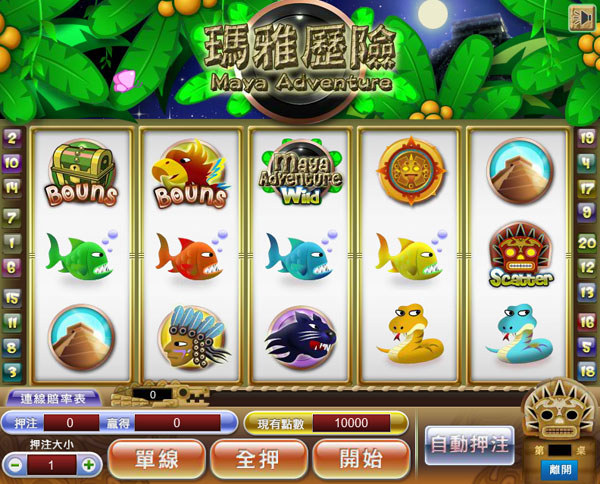 瑪雅歷險
Maya Adventure
Bouns
Bouns
Maya
Adventure
Wild
Scatter
2
10
14
7
1
6
15
11
8
3
19
4
17
9
20
12
13
16
5
18
連線賠率表
0
押注 0
贏得 0
現有點數 10000
押注大小
- 1 +
單線
全押
開始
自動押注
第 桌
離開